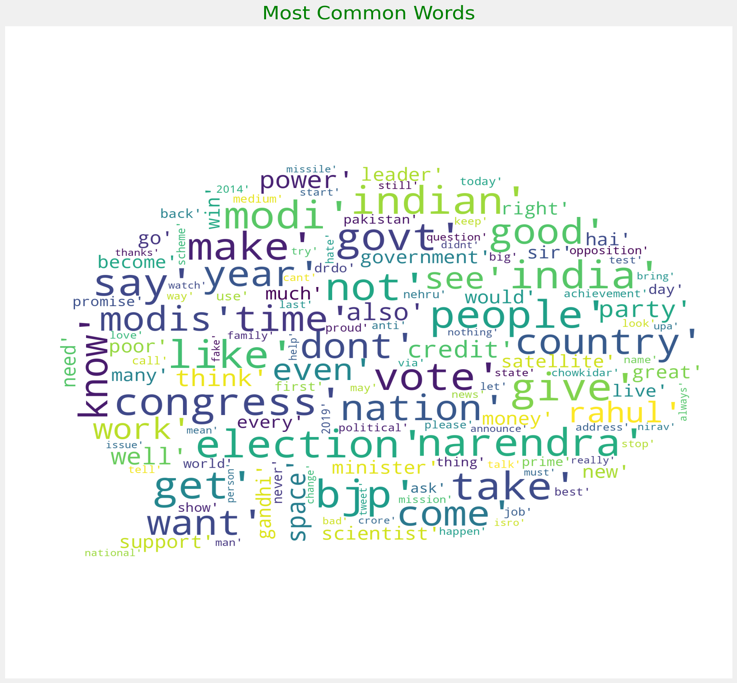 Most Common Words
missile'
power' leader'
2014' start' still' today'
win' medium' indian' right'
back' modi' pakistan' keep'
go' make' govt' question' good' hai'
thanks' scheme' try' hate' didnt' big' sir' opposition'
become' year' drdo' government' see' india' test'
say' watch' cant' not' would' achievement' bring' day'
promise' way' use' much' last' nehru' party'
modis' time' also' people' look' upa'
know' love' family' proud' anti' nothing' country'
need' poor' like' fake' dont' credit' satellite' name'
call' help' via' state' chowkidar' great'
many' think' even' vote' let' give' live'
first' may' news' always'
congress' 2019' nation' money' rahul'
work' every' political' please' announce' address' nirav'
issue' mean' election' narendra' really' stop'
well' world' never' minister' thing' prime' new'
tell' person' gandhi' talk' must'
get' space' change' bjp' tweet' ask' take' best'
show' mission' come' job'
want' bad' crore' isro'
support' man' scientist' happen'
national'